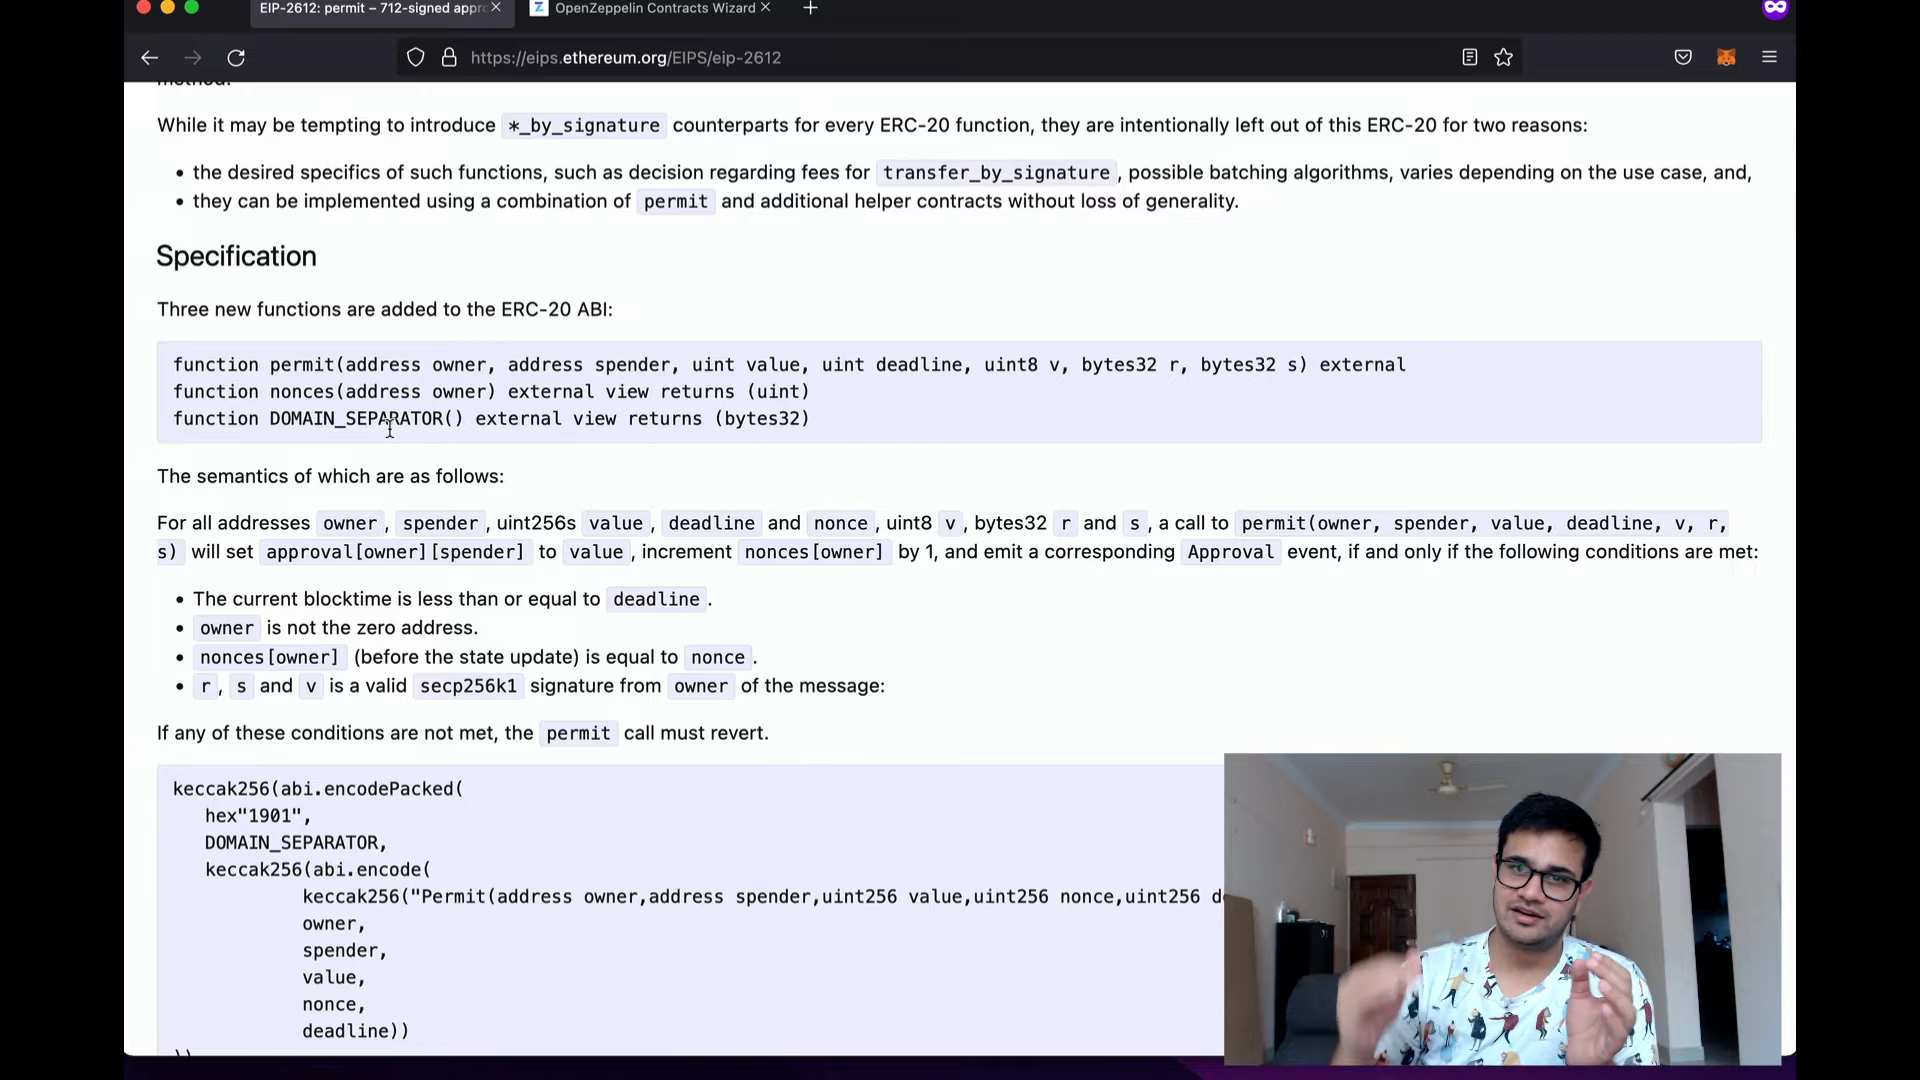 EIP-2612: permit – 712-signed appr
OpenZeppelin Contracts Wizard
https://eips.ethereum.org/EIPS/eip-2612
method.
While it may be tempting to introduce *_by_signature counterparts for every ERC-20 function, they are intentionally left out of this ERC-20 for two reasons:
• the desired specifics of such functions, such as decision regarding fees for transfer_by_signature, possible batching algorithms, varies depending on the use case, and,
• they can be implemented using a combination of permit and additional helper contracts without loss of generality.
Specification
Three new functions are added to the ERC-20 ABI:
function permit(address owner, address spender, uint value, uint deadline, uint8 v, bytes32 r, bytes32 s) external
function nonces(address owner) external view returns (uint)
function DOMAIN_SEPARATOR() external view returns (bytes32)
The semantics of which are as follows:
For all addresses owner, spender, uint256s value, deadline and nonce, uint8 v, bytes32 r and s, a call to permit(owner, spender, value, deadline, v, r,
s) will set approval[owner][spender] to value, increment nonces[owner] by 1, and emit a corresponding Approval event, if and only if the following conditions are met:
• The current blocktime is less than or equal to deadline.
• owner is not the zero address.
• nonces[owner] (before the state update) is equal to nonce.
• r, s and v is a valid secp256k1 signature from owner of the message:
If any of these conditions are not met, the permit call must revert.
keccak256(abi.encodePacked(
hex"1901",
DOMAIN_SEPARATOR,
keccak256(abi.encode(
keccak256("Permit(address owner,address spender,uint256 value,uint256 nonce,uint256 d
owner,
spender,
value,
nonce,
deadline))
))